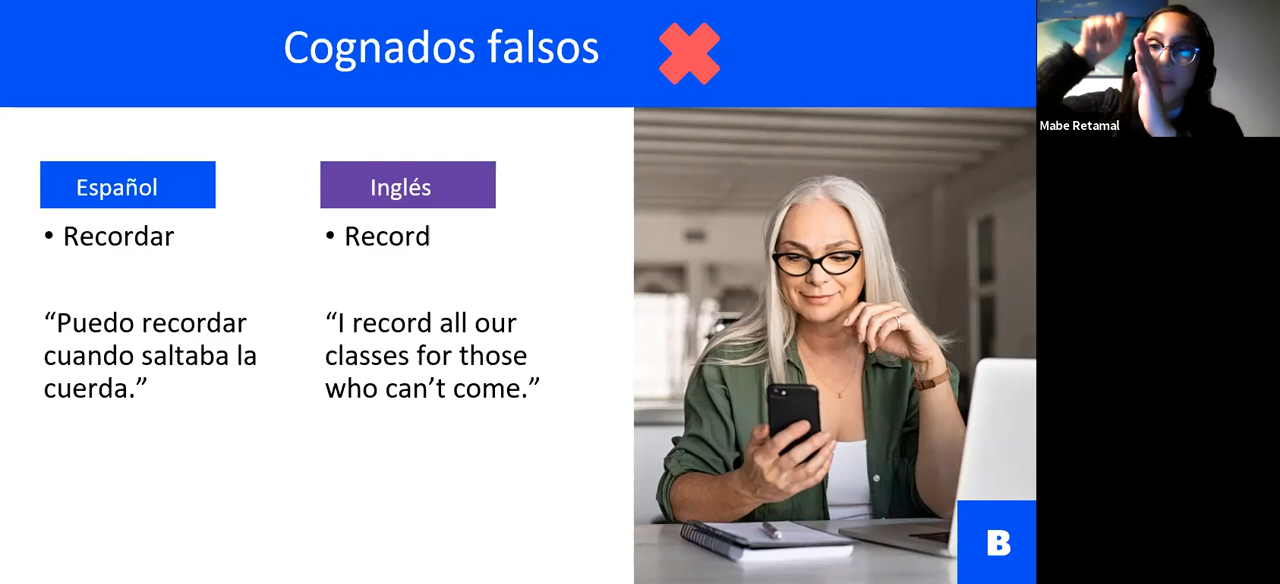 Cognados falsos
Mabe Retamal
Español
Inglés
• Recordar
• Record
“Puedo recordar
cuando saltaba la
cuerda.”
“I record all our
classes for those
who can’t come.”
B